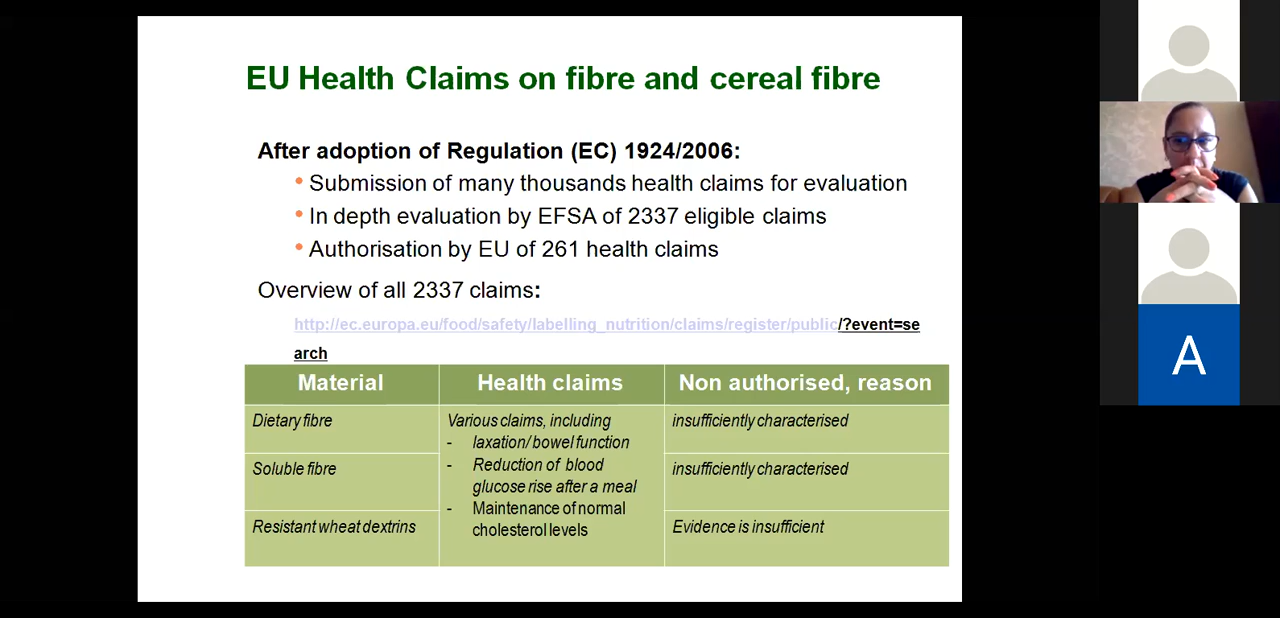 EU Health Claims on fibre and cereal fibre
After adoption of Regulation (EC) 1924/2006:
• Submission of many thousands health claims for evaluation
• In depth evaluation by EFSA of 2337 eligible claims
• Authorisation by EU of 261 health claims
Overview of all 2337 claims:
http://ec.europa.eu/food/safety/labelling_nutrition/claims/register/public/?event=se
arch
Material Health claims Non authorised, reason
Dietary fibre Various claims, including insufficiently characterised
- laxation/ bowel function
Soluble fibre - Reduction of blood insufficiently characterised
glucose rise after a meal
- Maintenance of normal
Resistant wheat dextrins cholesterol levels Evidence is insufficient
A